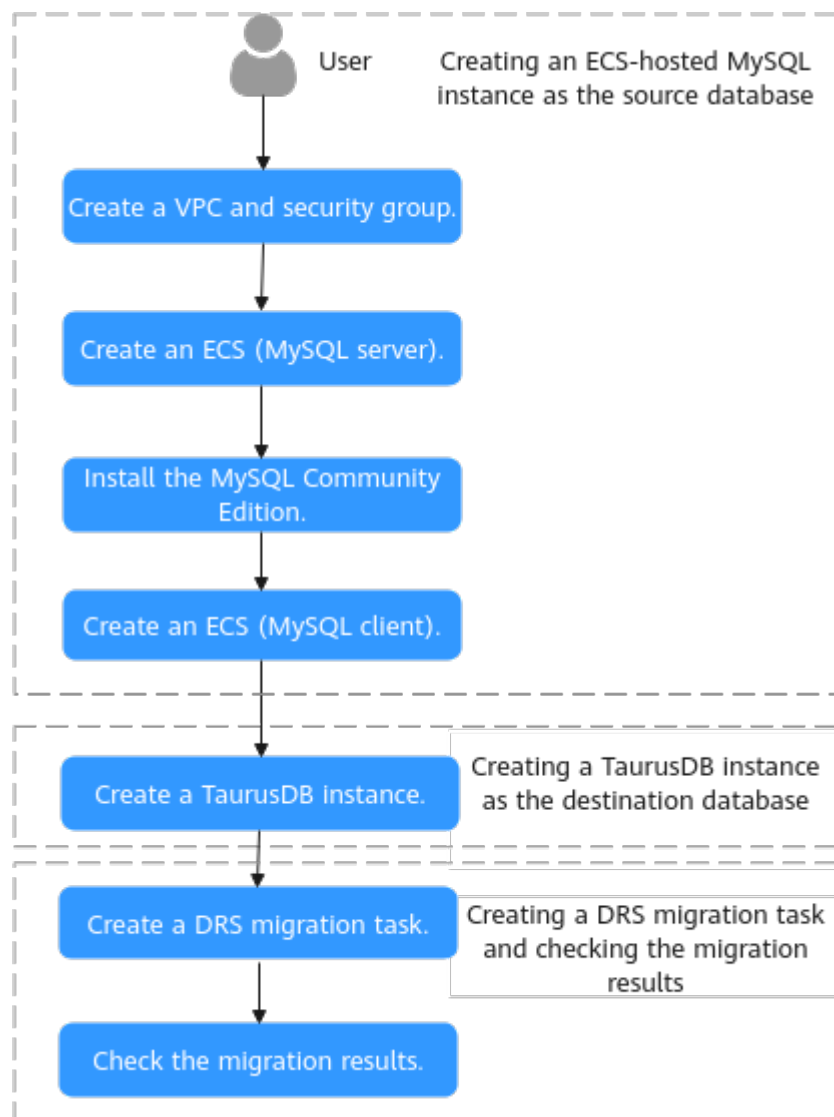 User
Creating an ECS-hosted MySQL
instance as the source database
Create a VPC and security group.
Create an ECS (MySQL server).
Install the MySQL Community
Edition.
Create an ECS (MySQL client).
Create a TaurusDB instance.
Creating a TaurusDB instance
as the destination database
Create a DRS migration task.
Creating a DRS migration task
and checking the migration
results
Check the migration results.